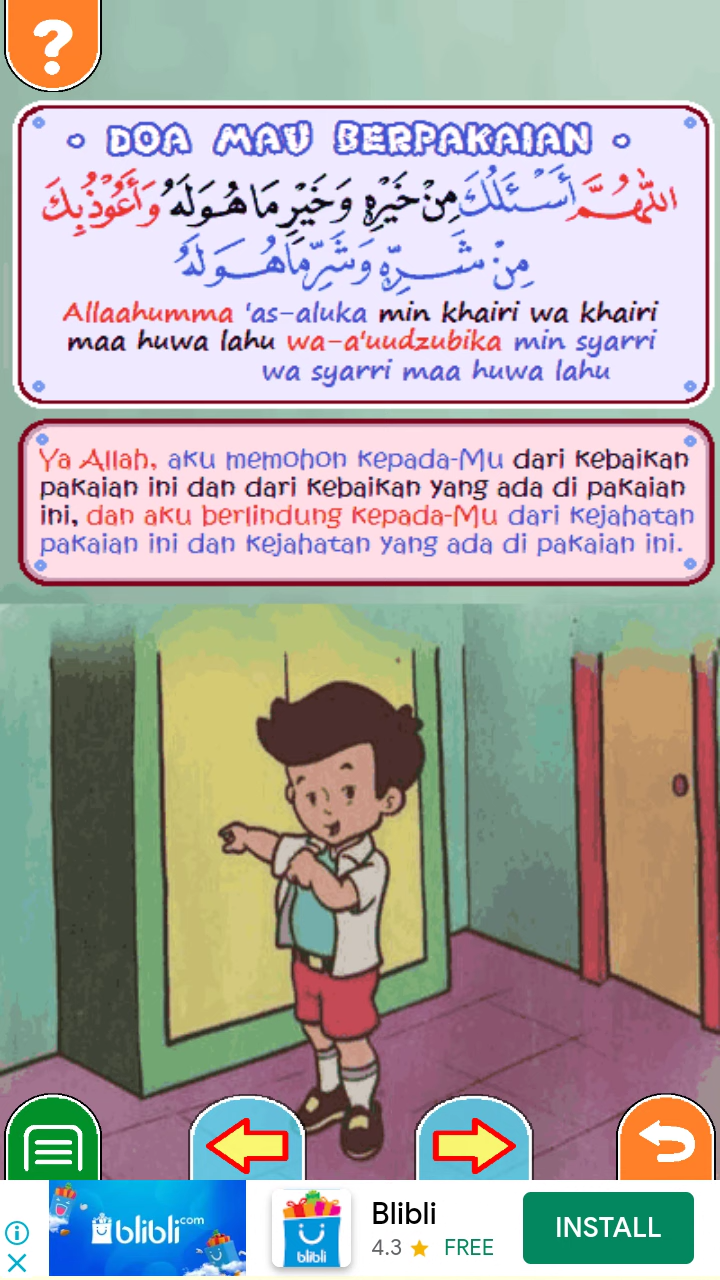 ?
DOA MAU BERPAKAIAN
اَللّٰهُمَّ أَسْئَلُكَ مِنْ خَيْرِهِ وَخَيْرِ مَا هُوَ لَهُ وَأَعُوْذُ بِكَ
مِنْ شَرِّهِ وَشَرِّ مَا هُوَ لَهُ
Allaahumma 'as-aluka min khairi wa khairi
maa huwa lahu wa-a'uudzubika min syarri
wa syarri maa huwa lahu
Ya Allah, aku memohon kepada-Mu dari kebaikan
pakaian ini dan dari kebaikan yang ada di pakaian
ini, dan aku berlindung kepada-Mu dari kejahatan
pakaian ini dan kejahatan yang ada di pakaian ini.
blibli.com
blibli
Blibli
4.3 ★ FREE
INSTALL